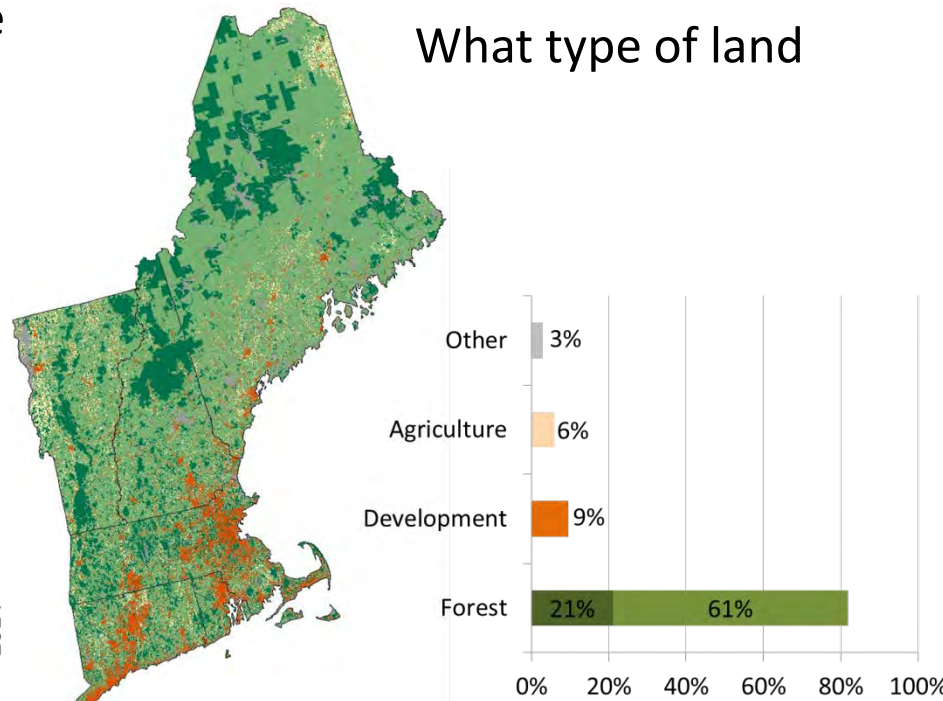 e
What type of land
Other 3%
Agriculture 6%
Development 9%
Forest 21% 61%
0% 20% 40% 60% 80% 100%